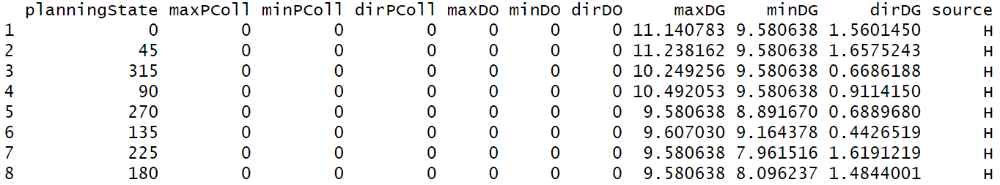 planningState maxPColl minPColl dirPColl maxDO minDO dirDO maxDG minDG dirDG source
1 0 0 0 0 0 0 0 11.140783 9.580638 1.5601450 H
2 45 0 0 0 0 0 0 11.238162 9.580638 1.6575243 H
3 315 0 0 0 0 0 0 10.249256 9.580638 0.6686188 H
4 90 0 0 0 0 0 0 10.492053 9.580638 0.9114150 H
5 270 0 0 0 0 0 0 9.580638 8.891670 0.6889680 H
6 135 0 0 0 0 0 0 9.607030 9.164378 0.4426519 H
7 225 0 0 0 0 0 0 9.580638 7.961516 1.6191219 H
8 180 0 0 0 0 0 0 9.580638 8.096237 1.4844001 H